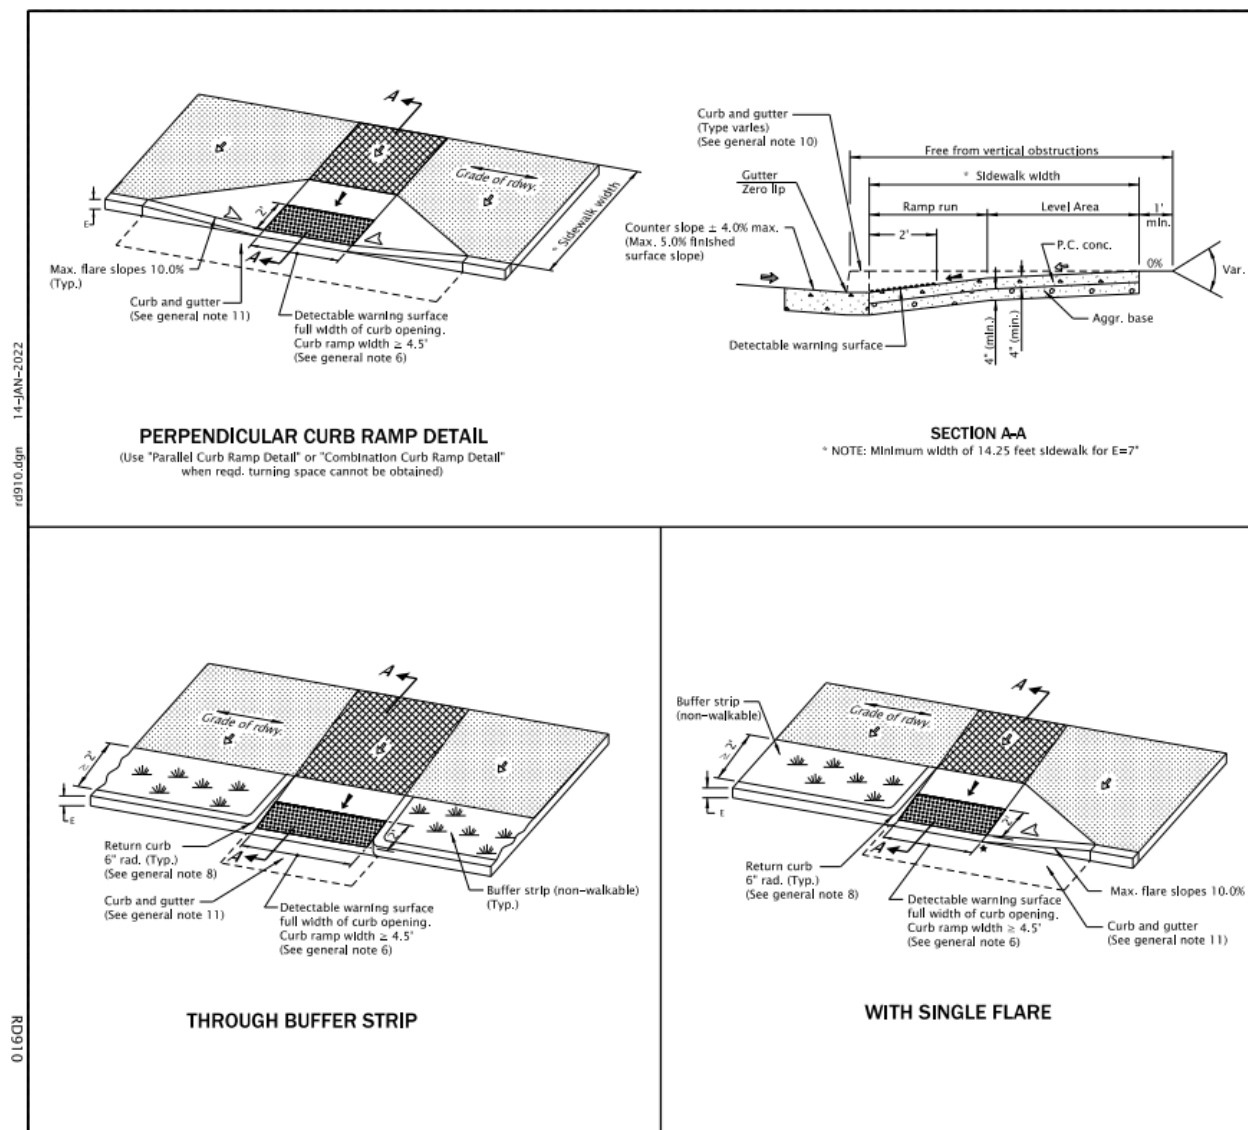 A
Grade of rdwy.
* Sidewalk width
2'
E
A
Max. flare slopes 10.0%
(Typ.)
Curb and gutter
(See general note 11)
Detectable warning surface
full width of curb opening.
Curb ramp width ≥ 4.5'
(See general note 6)
PERPENDICULAR CURB RAMP DETAIL
(Use "Parallel Curb Ramp Detail" or "Combination Curb Ramp Detail"
when reqd. turning space cannot be obtained)
Curb and gutter
(Type varies)
(See general note 10)
Free from vertical obstructions
Gutter
Zero lip
* Sidewalk width
Ramp run
Level Area
1'
min.
Counter slope ± 4.0% max.
(Max. 5.0% finished
surface slope)
2'
P.C. conc.
0%
Var.
Aggr. base
Detectable warning surface
4" (min.)
4" (min.)
SECTION A-A
* NOTE: Minimum width of 14.25 feet sidewalk for E=7"
rd910.dgn 14-JAN-2022
A
Grade of rdwy.
≥ 2'
E
2'
A
Return curb
6" rad. (Typ.)
(See general note 8)
Curb and gutter
(See general note 11)
Detectable warning surface
full width of curb opening.
Curb ramp width ≥ 4.5'
(See general note 6)
Buffer strip (non-walkable)
(Typ.)
THROUGH BUFFER STRIP
A
Buffer strip
(non-walkable)
Grade of rdwy.
≥ 2'
E
2'
A
*
Return curb
6" rad. (Typ.)
(See general note 8)
Detectable warning surface
full width of curb opening.
Curb ramp width ≥ 4.5'
(See general note 6)
Max. flare slopes 10.0%
Curb and gutter
(See general note 11)
WITH SINGLE FLARE
RD910